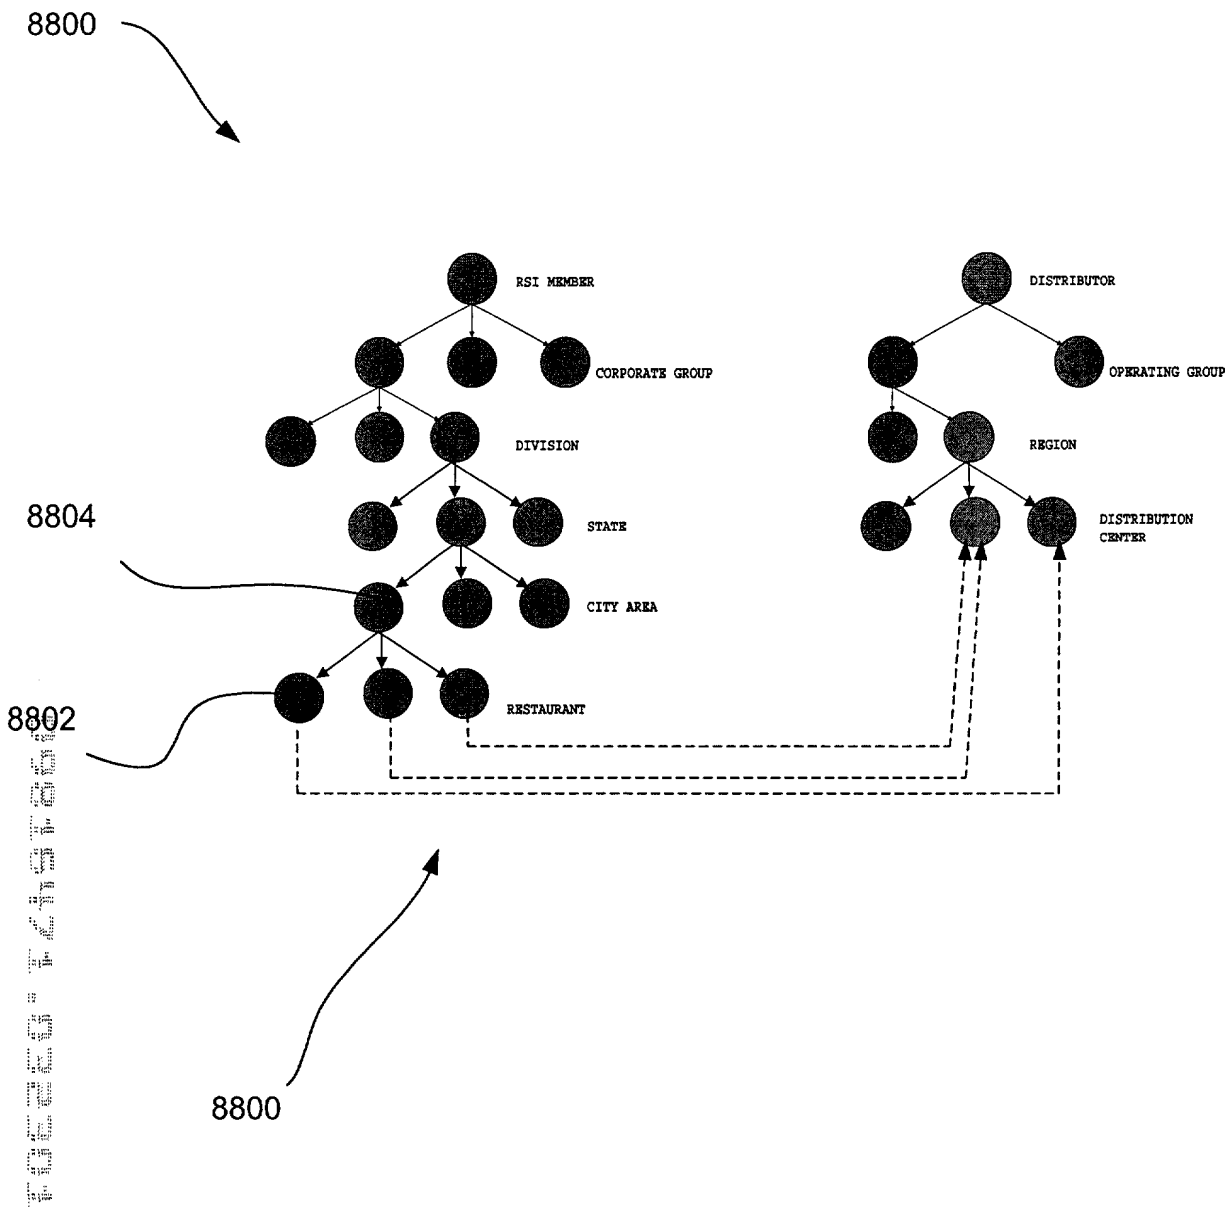 8800
RSI MEMBER
DISTRIBUTOR
CORPORATE GROUP
OPERATING GROUP
DIVISION
REGION
8804
STATE
DISTRIBUTION
CENTER
CITY AREA
8802
RESTAURANT
8800